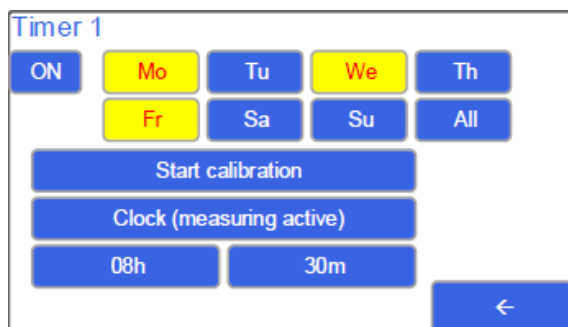 Timer 1
ON Mo Tu We Th
Fr Sa Su All
Start calibration
Clock (measuring active)
08h 30m
←